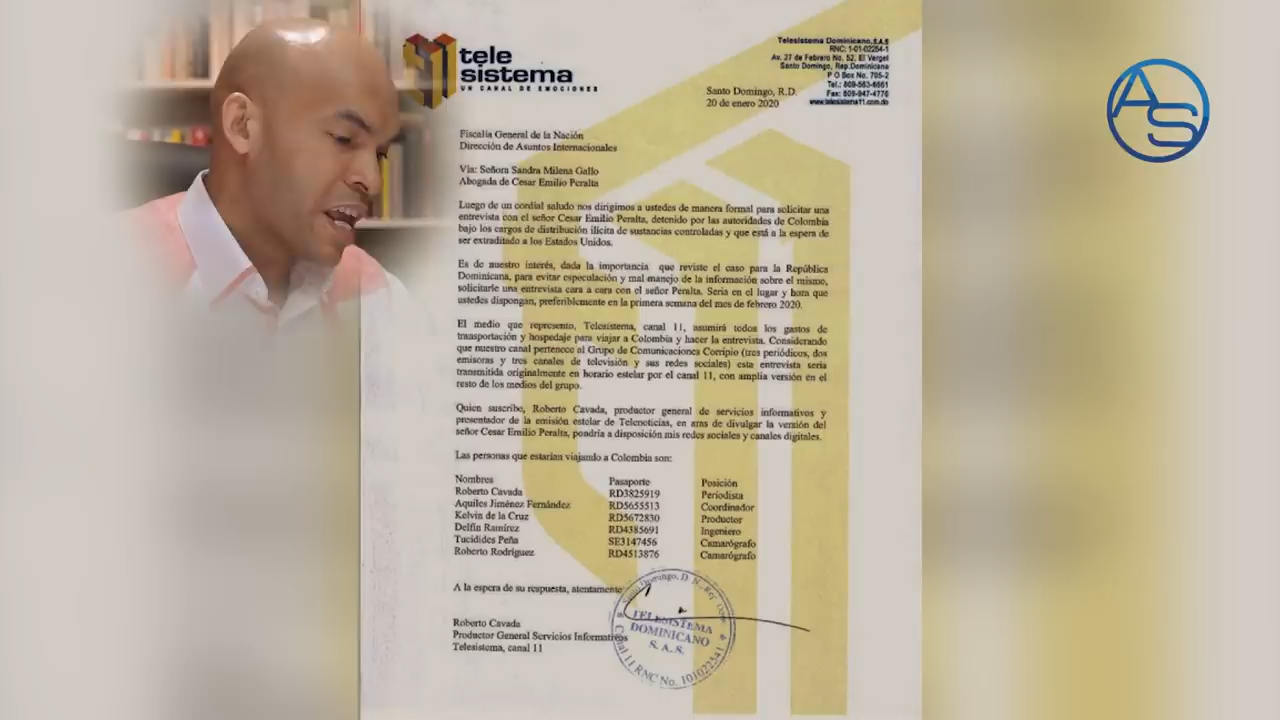 tele
sistema
UN CANAL DE EMOCIONES
Telesistema Dominicano, S.A.S
RNC: 1-01-02254-1
Av. 27 de Febrero No. 52, El Vergel
Santo Domingo, Rep. Dominicana
P O Box No. 705-2
Tel.: 809-563-6661
Fax: 809-947-4776
www.telesistema11.com.do
AS
Santo Domingo, R.D.
20 de enero 2020
Fiscalía General de la Nación
Dirección de Asuntos Internacionales
Vía: Señora Sandra Milena Gallo
Abogada de Cesar Emilio Peralta
Luego de un cordial saludo nos dirigimos a ustedes de manera formal para solicitar una
entrevista con el señor Cesar Emilio Peralta, detenido por las autoridades de Colombia
bajo los cargos de distribución ilícita de sustancias controladas y que está a la espera de
ser extraditado a los Estados Unidos.
Es de nuestro interés, dada la importancia que reviste el caso para la República
Dominicana, para evitar especulación y mal manejo de la información sobre el mismo,
solicitarle una entrevista cara a cara con el señor Peralta. Seria en el lugar y hora que
ustedes dispongan, preferiblemente en la primera semana del mes de febrero 2020.
El medio que represento, Telesistema, canal 11, asumirá todos los gastos de
trasportación y hospedaje para viajar a Colombia y hacer la entrevista. Considerando
que nuestro canal pertenece al Grupo de Comunicaciones Corripio (tres periódicos, dos
emisoras y tres canales de televisión y sus redes sociales) esta entrevista seria
transmitida originalmente en horario estelar por el canal 11, con amplia versión en el
resto de los medios del grupo.
Quien suscribe, Roberto Cavada, productor general de servicios informativos y
presentador de la emisión estelar de Telenoticias, en aras de divulgar la versión del
señor Cesar Emilio Peralta, pondría a disposición mis redes sociales y canales digitales.
Las personas que estarían viajando a Colombia son:
Nombres Pasaporte Posición
Roberto Cavada RD3825919 Periodista
Aquiles Jiménez Fernández RD5655513 Coordinador
Kelvin de la Cruz RD5672830 Productor
Delfín Ramírez RD4385691 Ingeniero
Tucídides Peña SE3147456 Camarógrafo
Roberto Rodríguez RD4513876 Camarógrafo
A la espera de su respuesta, atentamente
Roberto Cavada
Productor General Servicios Informativos
Telesistema, canal 11
Santo Domingo, D. N.
TELESISTEMA
DOMINICANO
S. A. S.
Canal 11 RNC No. 101022541